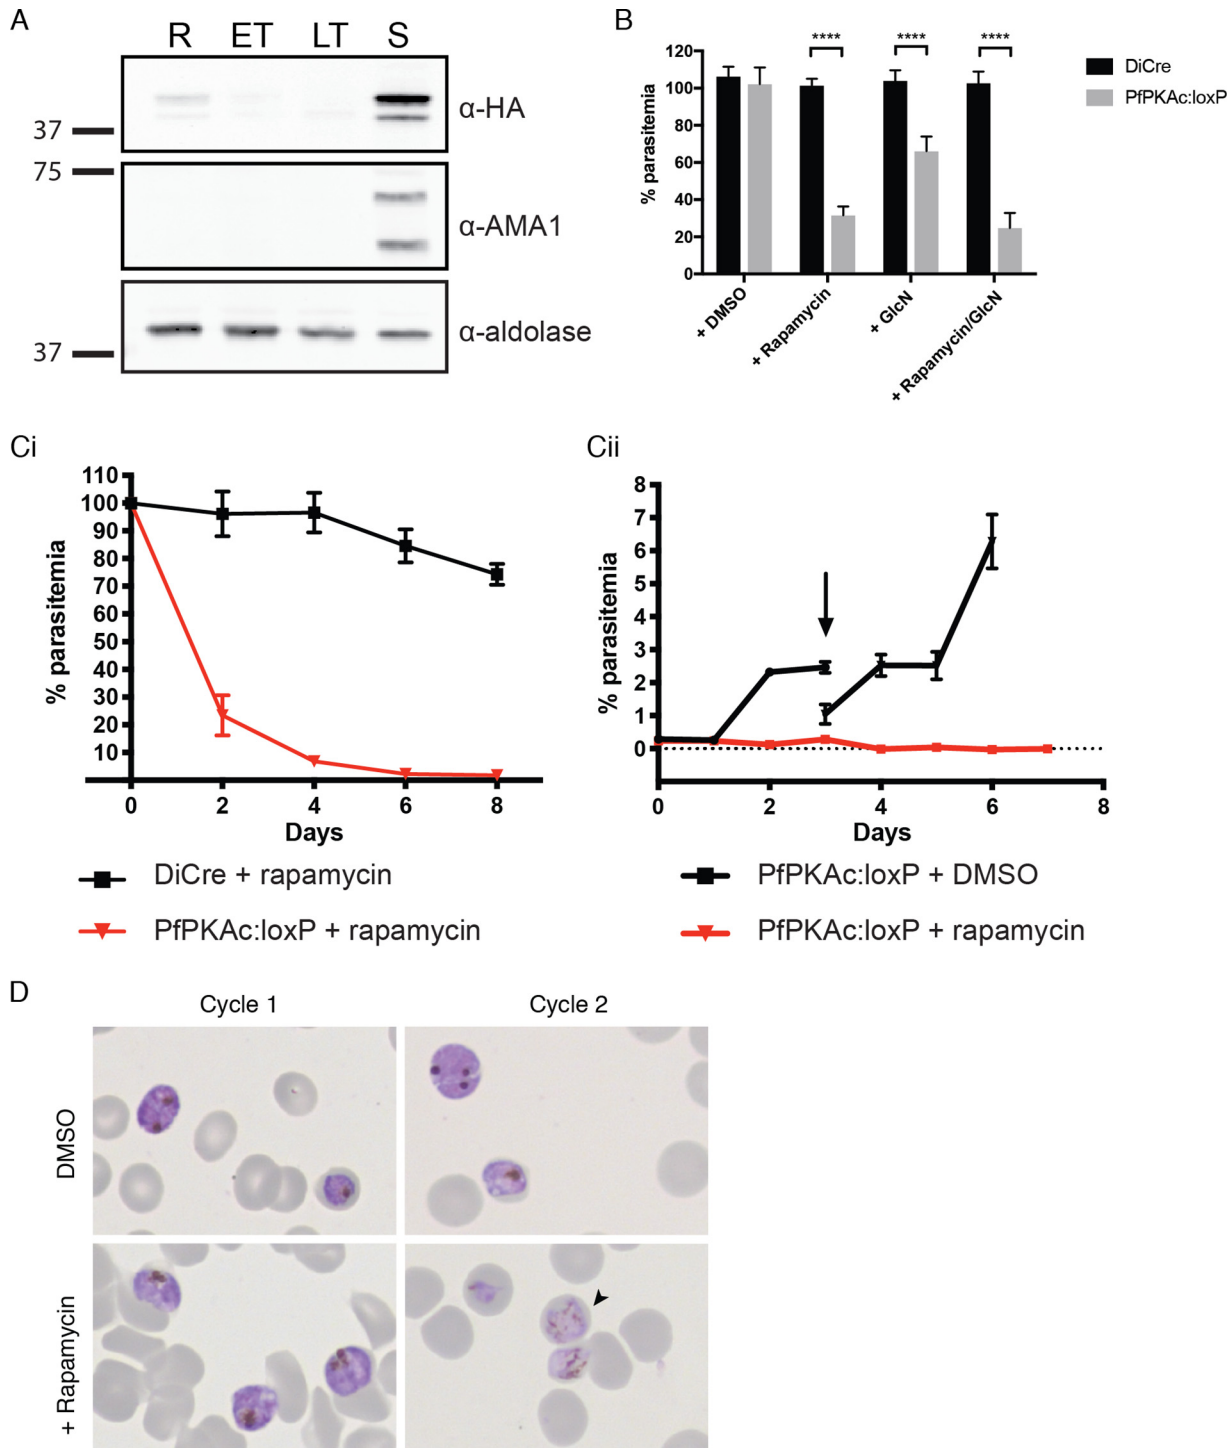 A
R ET LT S
α-HA
37
75
α-AMA1
α-aldolase
37
B
120
100
80
60
40
20
0
% parasitemia
**** **** ****
DiCre
PfPKAc:loxP
+ DMSO
+ Rapamycin
+ GlcN
+ Rapamycin/GlcN
Ci
110
100
90
80
70
60
50
40
30
20
10
% parasitemia
0 2 4 6 8
Days
DiCre + rapamycin
PfPKAc:loxP + rapamycin
Cii
8
7
6
5
4
3
2
1
0
% parasitemia
0 2 4 6 8
Days
PfPKAc:loxP + DMSO
PfPKAc:loxP + rapamycin
D
Cycle 1 Cycle 2
DMSO
+ Rapamycin